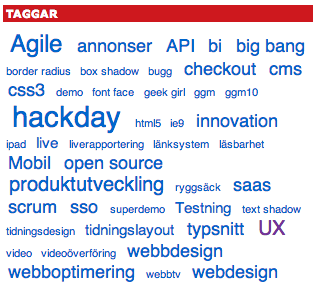 TAGGAR
Agile annonser API bi big bang
border radius box shadow bugg checkout cms
css3 demo font face geek girl ggm ggm10
hackday html5 ie9 innovation
ipad live liverapportering länksystem läsbarhet
Mobil open source
produktutveckling ryggsäck saas
scrum sso superdemo Testning text shadow
tidningsdesign tidningslayout typsnitt UX
video videoöverföring webbdesign
webboptimering webbtv webdesign